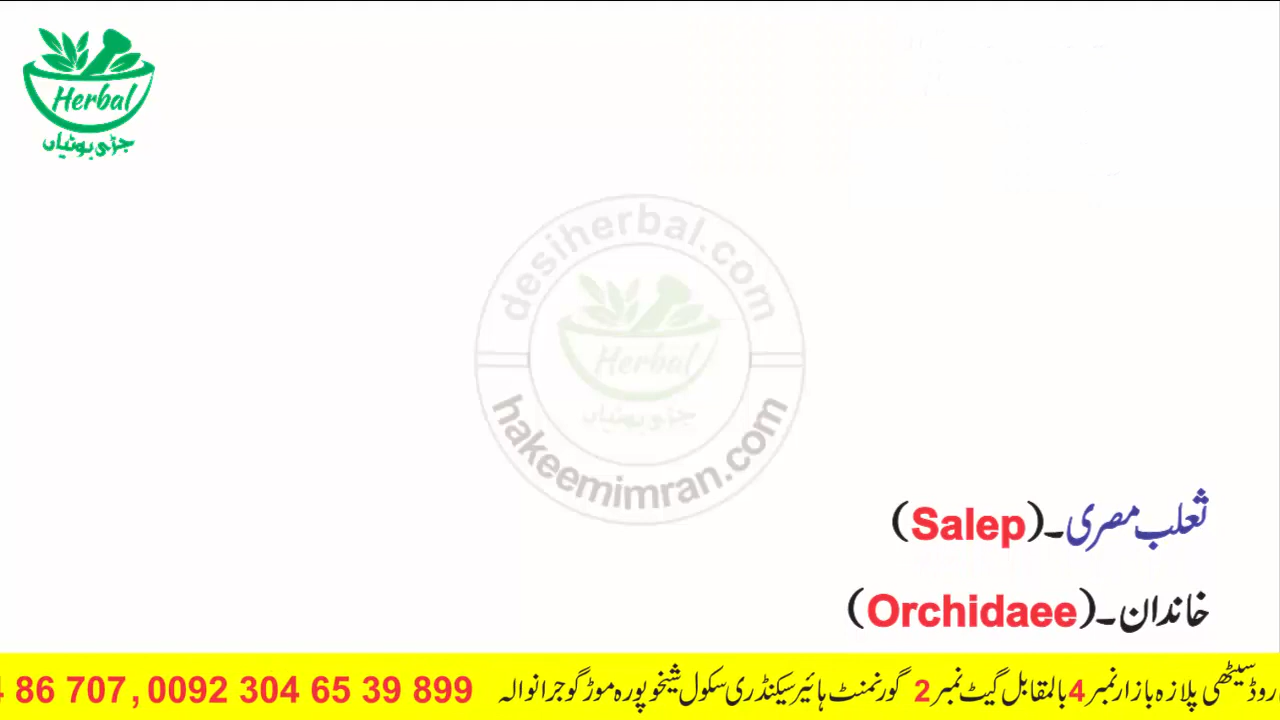 Herbal
جڑی بوٹیاں
desiherbal.com
Herbal
جڑی بوٹیاں
hakeemimran.com
ثعلب مصری۔(Salep)
خاندان۔(Orchidaee)
روڈ سیٹھی پلازہ بازار نمبر 4 بالمقابل گیٹ نمبر 2 گورنمنٹ ہائیر سیکنڈری سکول شیخوپورہ موڑ گوجرانوالہ 86 707, 0092 304 65 39 899